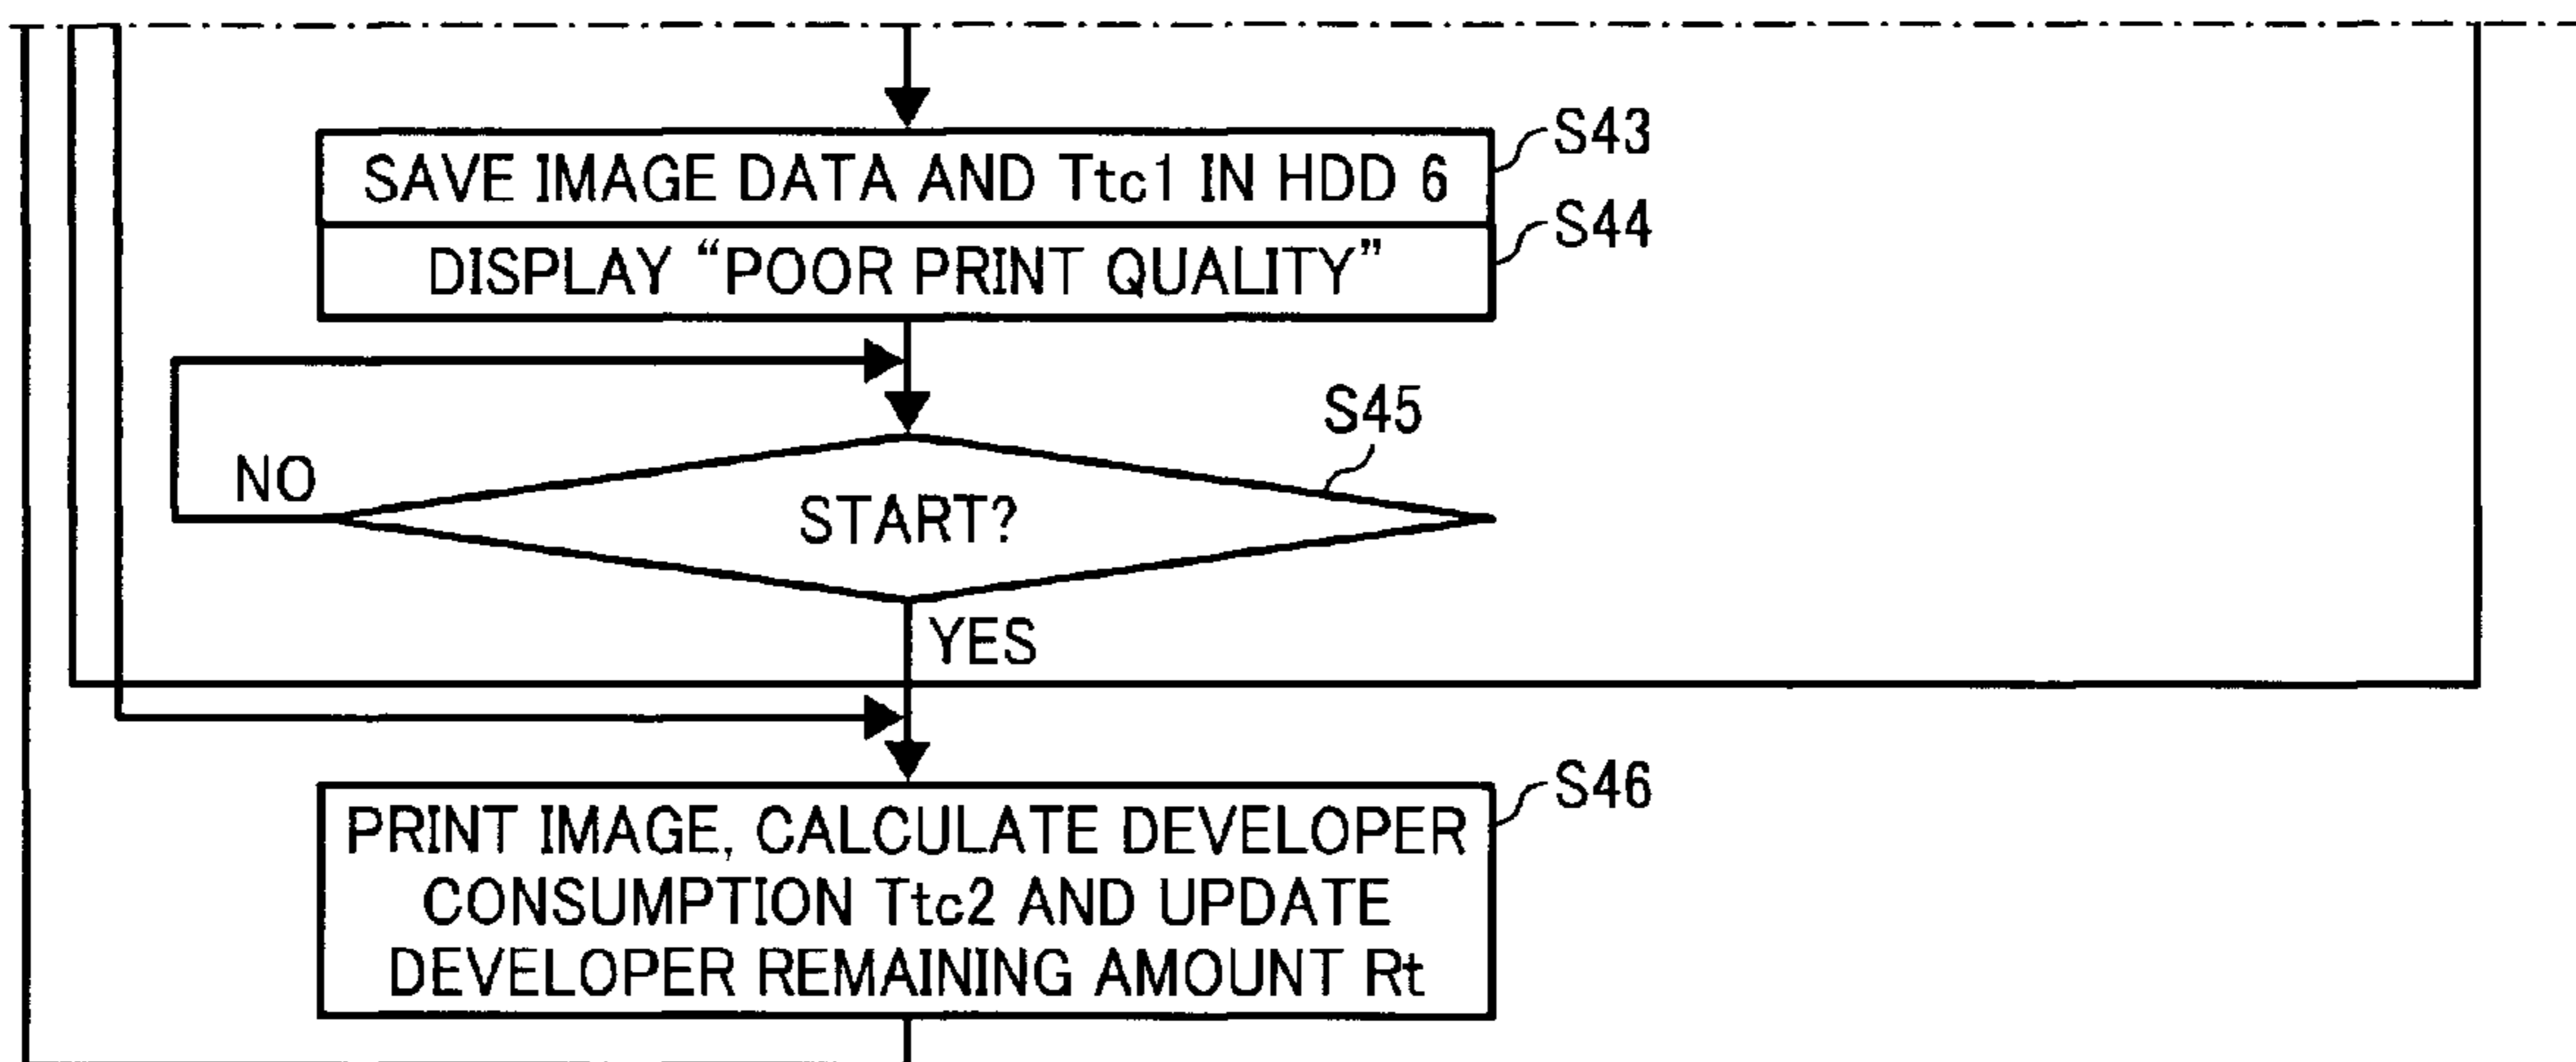 SAVE IMAGE DATA AND Ttc1 IN HDD 6
S43
DISPLAY “POOR PRINT QUALITY”
S44
S45
NO
START?
YES
S46
PRINT IMAGE, CALCULATE DEVELOPER
CONSUMPTION Ttc2 AND UPDATE
DEVELOPER REMAINING AMOUNT Rt